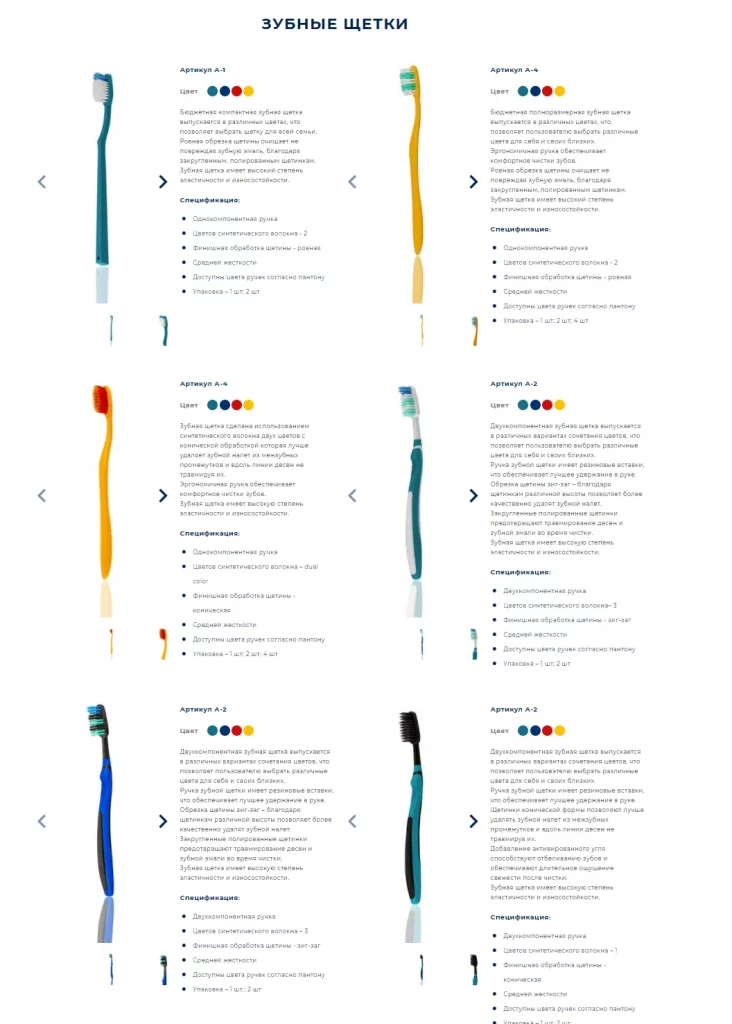 ЗУБНЫЕ ЩЕТКИ
Артикул А-1
Цвет
Бюджетная компактная зубная щетка
выпускается в различных цветах, что
позволяет выбрать щетку для всей семьи.
Ровная обрезка щетины очищает не
повреждая зубную эмаль, благодаря
закругленным, полированным щетинкам.
Зубная щетка имеет высокий степень
эластичности и износостойкости.
Спецификация:
Однокомпонентная ручка
Цветов синтетического волокна - 2
Финишная обработка щетины - ровная
Средней жесткости
Доступны цвета ручек согласно пантону
Упаковка – 1 шт; 2 шт
Артикул А-4
Цвет
Бюджетная полноразмерная зубная щетка
выпускается в различных цветах, что
позволяет пользователю выбрать различные
цвета для себя и своих близких.
Эргономичная ручка обеспечивает
комфортное чистки зубов.
Ровная обрезка щетины очищает не
повреждая зубную эмаль, благодаря
закругленным, полированным щетинкам.
Зубная щетка имеет высокий степень
эластичности и износостойкости.
Спецификация:
Однокомпонентная ручка
Цветов синтетического волокна - 2
Финишная обработка щетины - ровная
Средней жесткости
Доступны цвета ручек согласно пантону
Упаковка – 1 шт; 2 шт; 4 шт
Артикул А-4
Цвет
Зубная щетка сделана использованием
синтетического волокна двух цветов с
конической обработкой которая лучше
удаляет зубной налет из межзубных
промежутков и вдоль линии десен не
травмируя их.
Эргономичная ручка обеспечивает
комфортное чистки зубов.
Зубная щетка имеет высокую степень
эластичности и износостойкости.
Спецификация:
Однокомпонентная ручка
Цветов синтетического волокна – dual
color
Финишная обработка щетины -
коническая
Средней жесткости
Доступны цвета ручек согласно пантону
Упаковка – 1 шт; 2 шт; 4 шт
Артикул А-2
Цвет
Двухкомпонентная зубная щетка выпускается
в различных вариантах сочетания цветов, что
позволяет пользователю выбрать различные
цвета для себя и своих близких.
Ручка зубной щетки имеет резиновые вставки,
что обеспечивает лучшее удержание в руке.
Обрезка щетины зиг-заг – благодаря
щетинкам различной высоты позволяет более
качественно удалят зубной налет.
Закругленные полированные щетинки
предотвращают травмирование десен и
зубной эмали во время чистки.
Зубная щетка имеет высокую степень
эластичности и износостойкости.
Спецификация:
Двухкомпонентная ручка
Цветов синтетического волокна– 3
Финишная обработка щетины - зиг-заг
Средней жесткости
Доступны цвета ручек согласно пантону
Упаковка – 1 шт; 2 шт
Артикул А-2
Цвет
Двухкомпонентная зубная щетка выпускается
в различных вариантах сочетания цветов, что
позволяет пользователю выбрать различные
цвета для себя и своих близких.
Ручка зубной щетки имеет резиновые вставки,
что обеспечивает лучшее удержание в руке.
Обрезка щетины зиг-заг – благодаря
щетинкам различной высоты позволяет более
качественно удалят зубной налет.
Закругленные полированные щетинки
предотвращают травмирование десен и
зубной эмали во время чистки.
Зубная щетка имеет высокую степень
эластичности и износостойкости.
Спецификация:
Двухкомпонентная ручка
Цветов синтетического волокна – 3
Финишная обработка щетины - зиг-заг
Средней жесткости
Доступны цвета ручек согласно пантону
Упаковка – 1 шт.; 2 шт
Артикул А-2
Цвет
Двухкомпонентная зубная щетка выпускается
в различных вариантах сочетания цветов, что
позволяет пользователю выбрать различные
цвета для себя и своих близких.
Ручка зубной щетки имеет резиновые вставки,
что обеспечивает лучшее удержание в руке.
Щетинки конической формы позволяют лучше
удалять зубной налет из межзубных
промежутков и вдоль линии десен не
травмируя их.
Добавление активированного угля
способствуют отбеливанию зубов и
обеспечивают длительное ощущение
свежести после чистки.
Зубная щетка имеет высокую степень
эластичности и износостойкости.
Спецификация:
Двухкомпонентная ручка
Цветов синтетического волокна – 1
Финишная обработка щетины -
коническая
Средней жесткости
Доступны цвета ручек согласно пантону